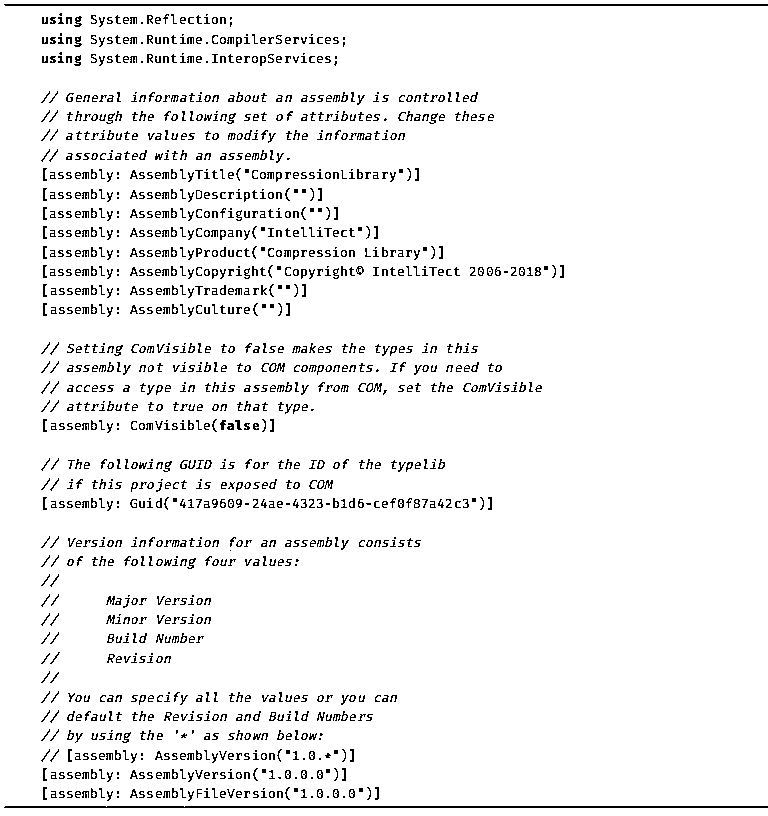 using System.Reflection;
using System.Runtime.CompilerServices;
using System.Runtime.InteropServices;
// General information about an assembly is controlled
// through the following set of attributes. Change these
// attribute values to modify the information
// associated with an assembly.
[assembly: AssemblyTitle("CompressionLibrary")]
[assembly: AssemblyDescription("")]
[assembly: AssemblyConfiguration("")]
[assembly: AssemblyCompany("IntelliTect")]
[assembly: AssemblyProduct("Compression Library")]
[assembly: AssemblyCopyright("Copyright© IntelliTect 2006-2018")]
[assembly: AssemblyTrademark("")]
[assembly: AssemblyCulture("")]
// Setting ComVisible to false makes the types in this
// assembly not visible to COM components. If you need to
// access a type in this assembly from COM, set the ComVisible
// attribute to true on that type.
[assembly: ComVisible(false)]
// The following GUID is for the ID of the typelib
// if this project is exposed to COM
[assembly: Guid("417a9609-24ae-4323-b1d6-cef0f87a42c3")]
// Version information for an assembly consists
// of the following four values:
//
//      Major Version
//      Minor Version
//      Build Number
//      Revision
//
// You can specify all the values or you can
// default the Revision and Build Numbers
// by using the '*' as shown below:
// [assembly: AssemblyVersion("1.0.*")]
[assembly: AssemblyVersion("1.0.0.0")]
[assembly: AssemblyFileVersion("1.0.0.0")]